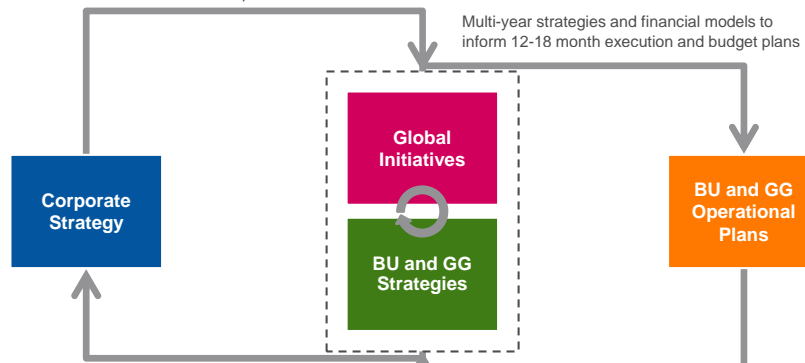 Multi-year strategies and financial models to
inform 12-18 month execution and budget plans
Global
Initiatives
Corporate
Strategy
BU and GG
Operational
Plans
BU and GG
Strategies